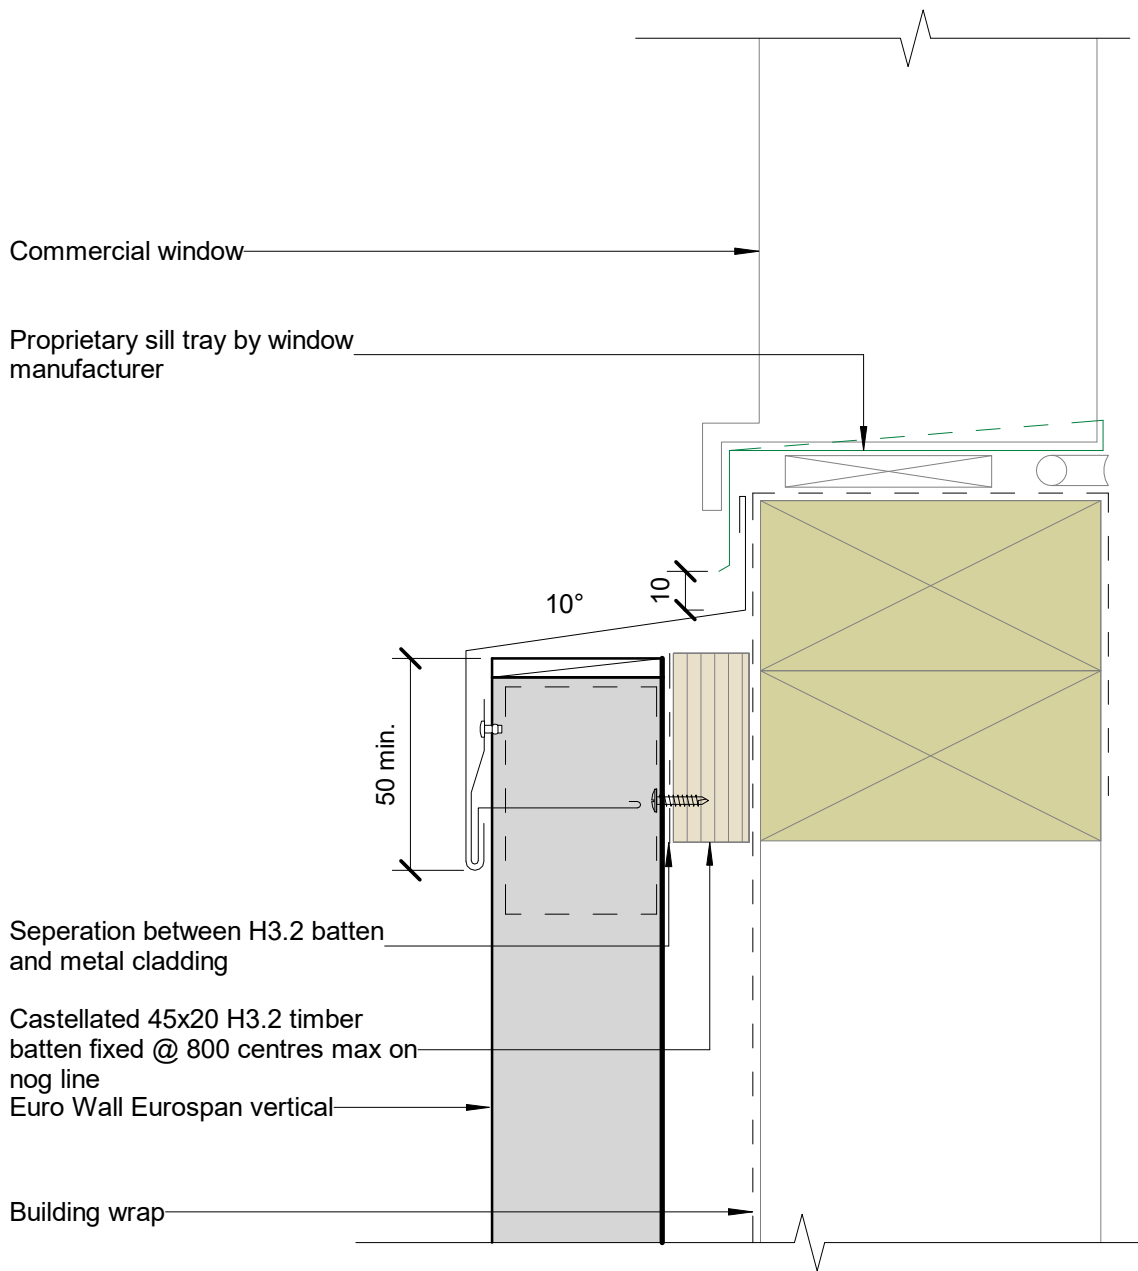 Commercial window
Proprietary sill tray by window
manufacturer
10
10°
50 min.
Seperation between H3.2 batten
and metal cladding
Castellated 45x20 H3.2 timber
batten fixed @ 800 centres max on
nog line
Euro Wall Eurospan vertical
Building wrap